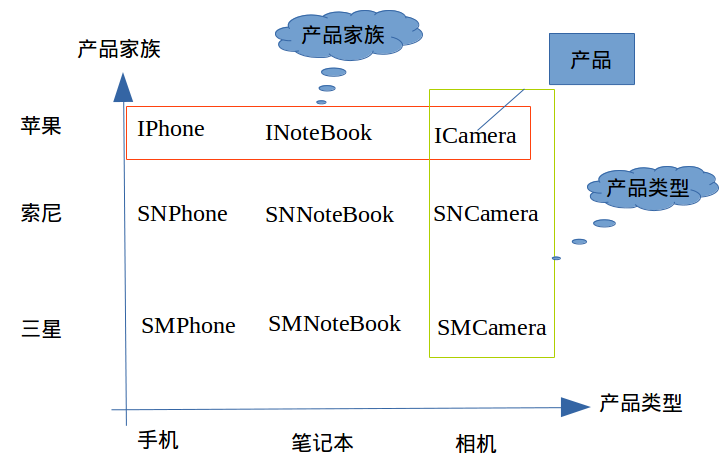 产品家族
产品家族
产品
苹果
IPhone
INoteBook
ICamera
产品类型
索尼
SNPhone
SNNoteBook
SNCamera
三星
SMPhone
SMNoteBook
SMCamera
产品类型
手机
笔记本
相机